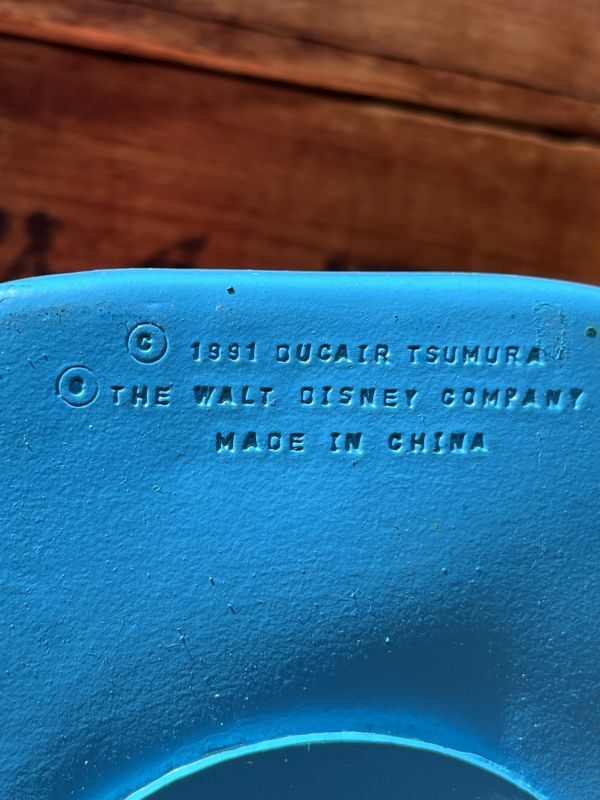 © 1991 DUCAIR TSUMURA
© THE WALT DISNEY COMPANY
MADE IN CHINA